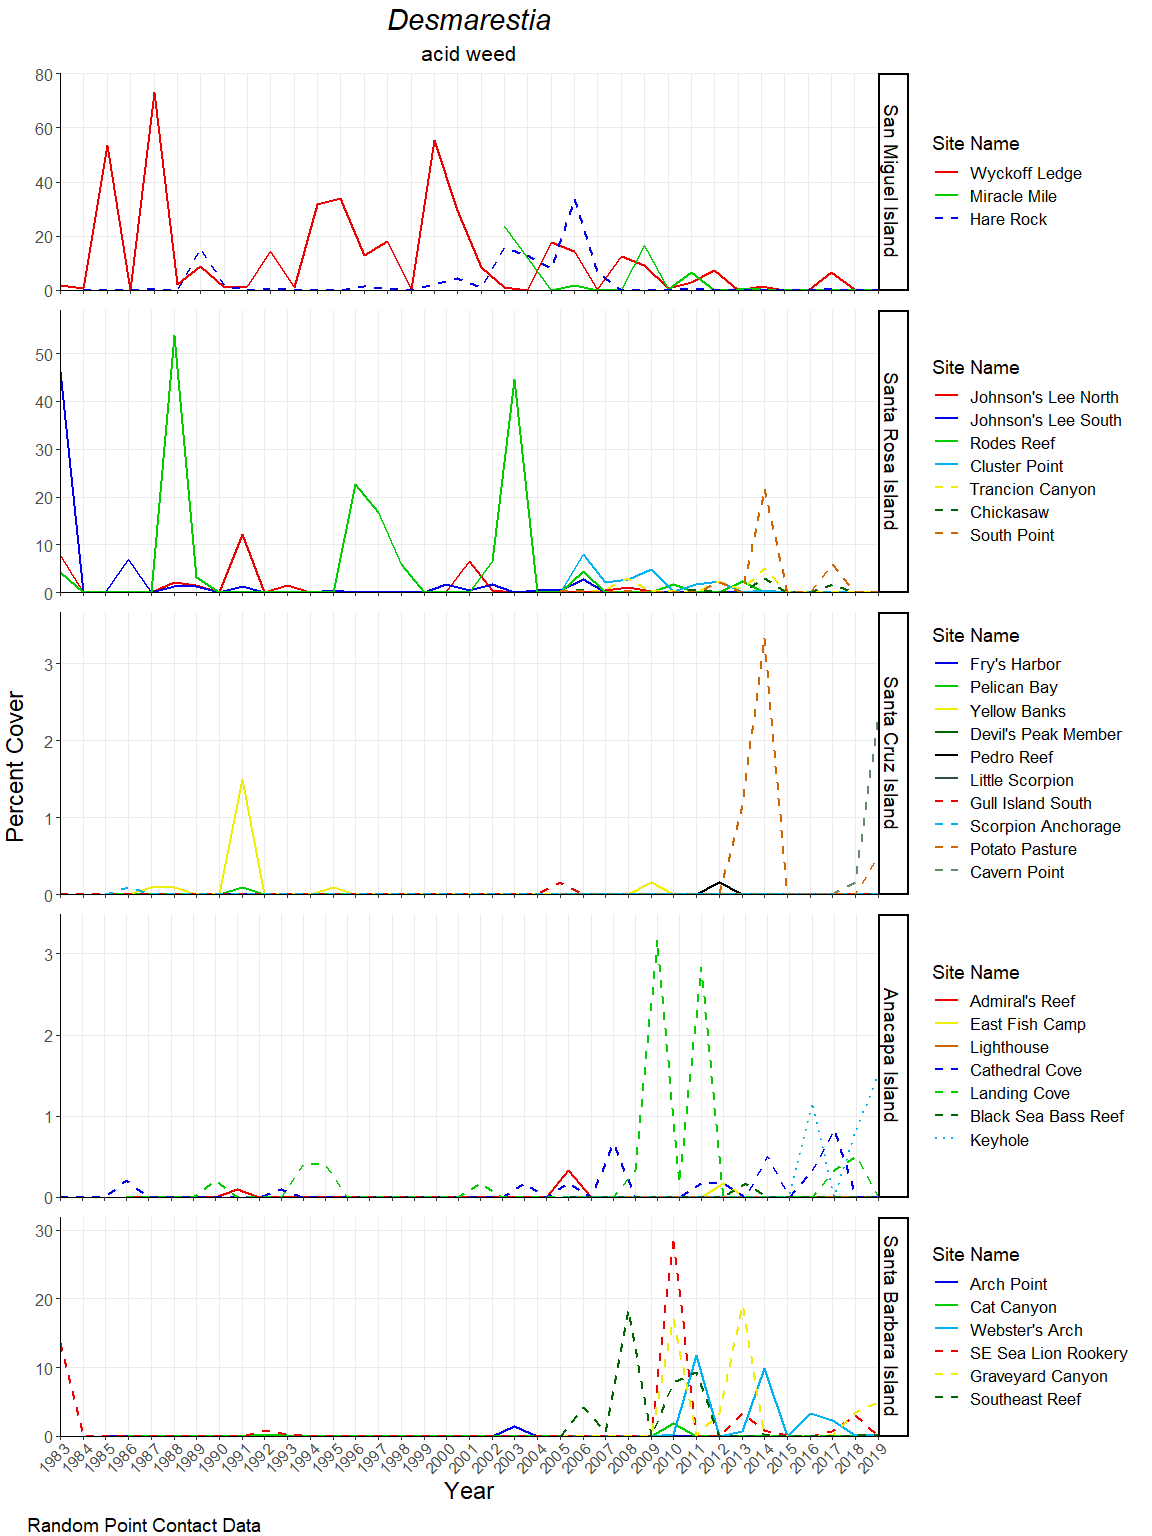 Desmarestia
acid weed
80
60
40
20
0
San Miguel Island
Site Name
Wyckoff Ledge
Miracle Mile
Hare Rock
50
40
30
20
10
0
Santa Rosa Island
Site Name
Johnson's Lee North
Johnson's Lee South
Rodes Reef
Cluster Point
Trancion Canyon
Chickasaw
South Point
Percent Cover
3
2
1
0
Santa Cruz Island
Site Name
Fry's Harbor
Pelican Bay
Yellow Banks
Devil's Peak Member
Pedro Reef
Little Scorpion
Gull Island South
Scorpion Anchorage
Potato Pasture
Cavern Point
3
2
1
0
Anacapa Island
Site Name
Admiral's Reef
East Fish Camp
Lighthouse
Cathedral Cove
Landing Cove
Black Sea Bass Reef
Keyhole
30
20
10
0
Santa Barbara Island
Site Name
Arch Point
Cat Canyon
Webster's Arch
SE Sea Lion Rookery
Graveyard Canyon
Southeast Reef
1983 1984 1985 1986 1987 1988 1989 1990 1991 1992 1993 1994 1995 1996 1997 1998 1999 2000 2001 2002 2003 2004 2005 2006 2007 2008 2009 2010 2011 2012 2013 2014 2015 2016 2017 2018 2019
Year
Random Point Contact Data